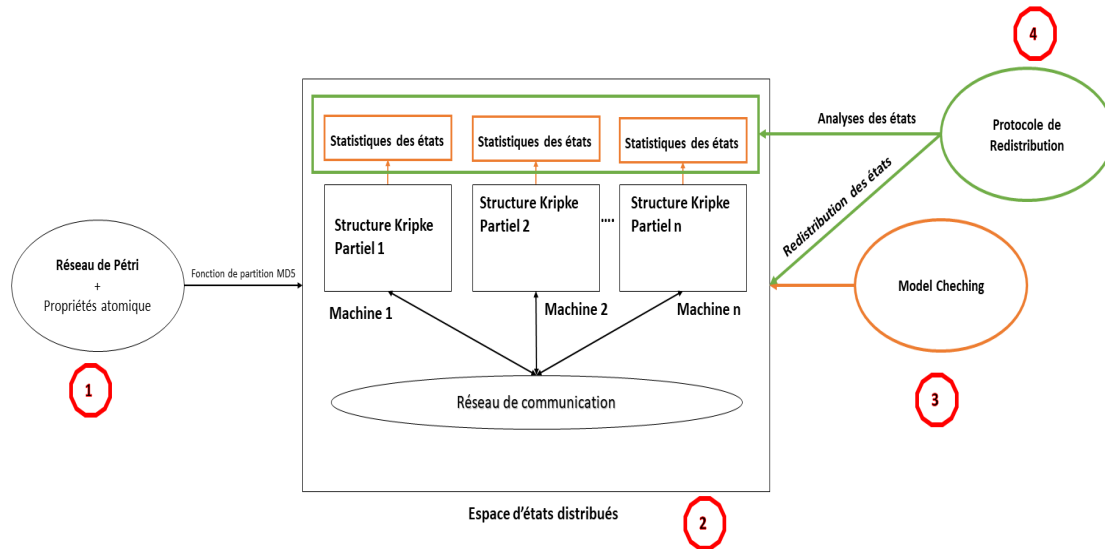 4
Statistiques des états
Statistiques des états
Statistiques des états
Analyses des états
Protocole de
Redistribution
Redistribution des états
Structure Kripke
Partiel 1
Structure Kripke
Partiel 2
....
Structure Kripke
Partiel n
Réseau de Pétri
+
Propriétés atomique
Fonction de partition MD5
Model Cheching
Machine 1
Machine 2
Machine n
1
Réseau de communication
3
Espace d'états distribués
2